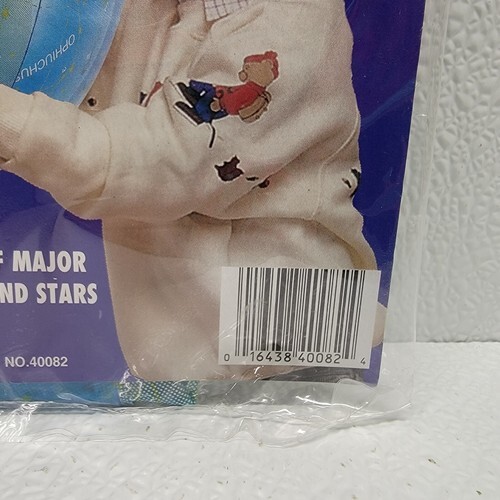 OPHIUCHUS
F MAJOR
ND STARS
NO.40082
0 16438 40082 4